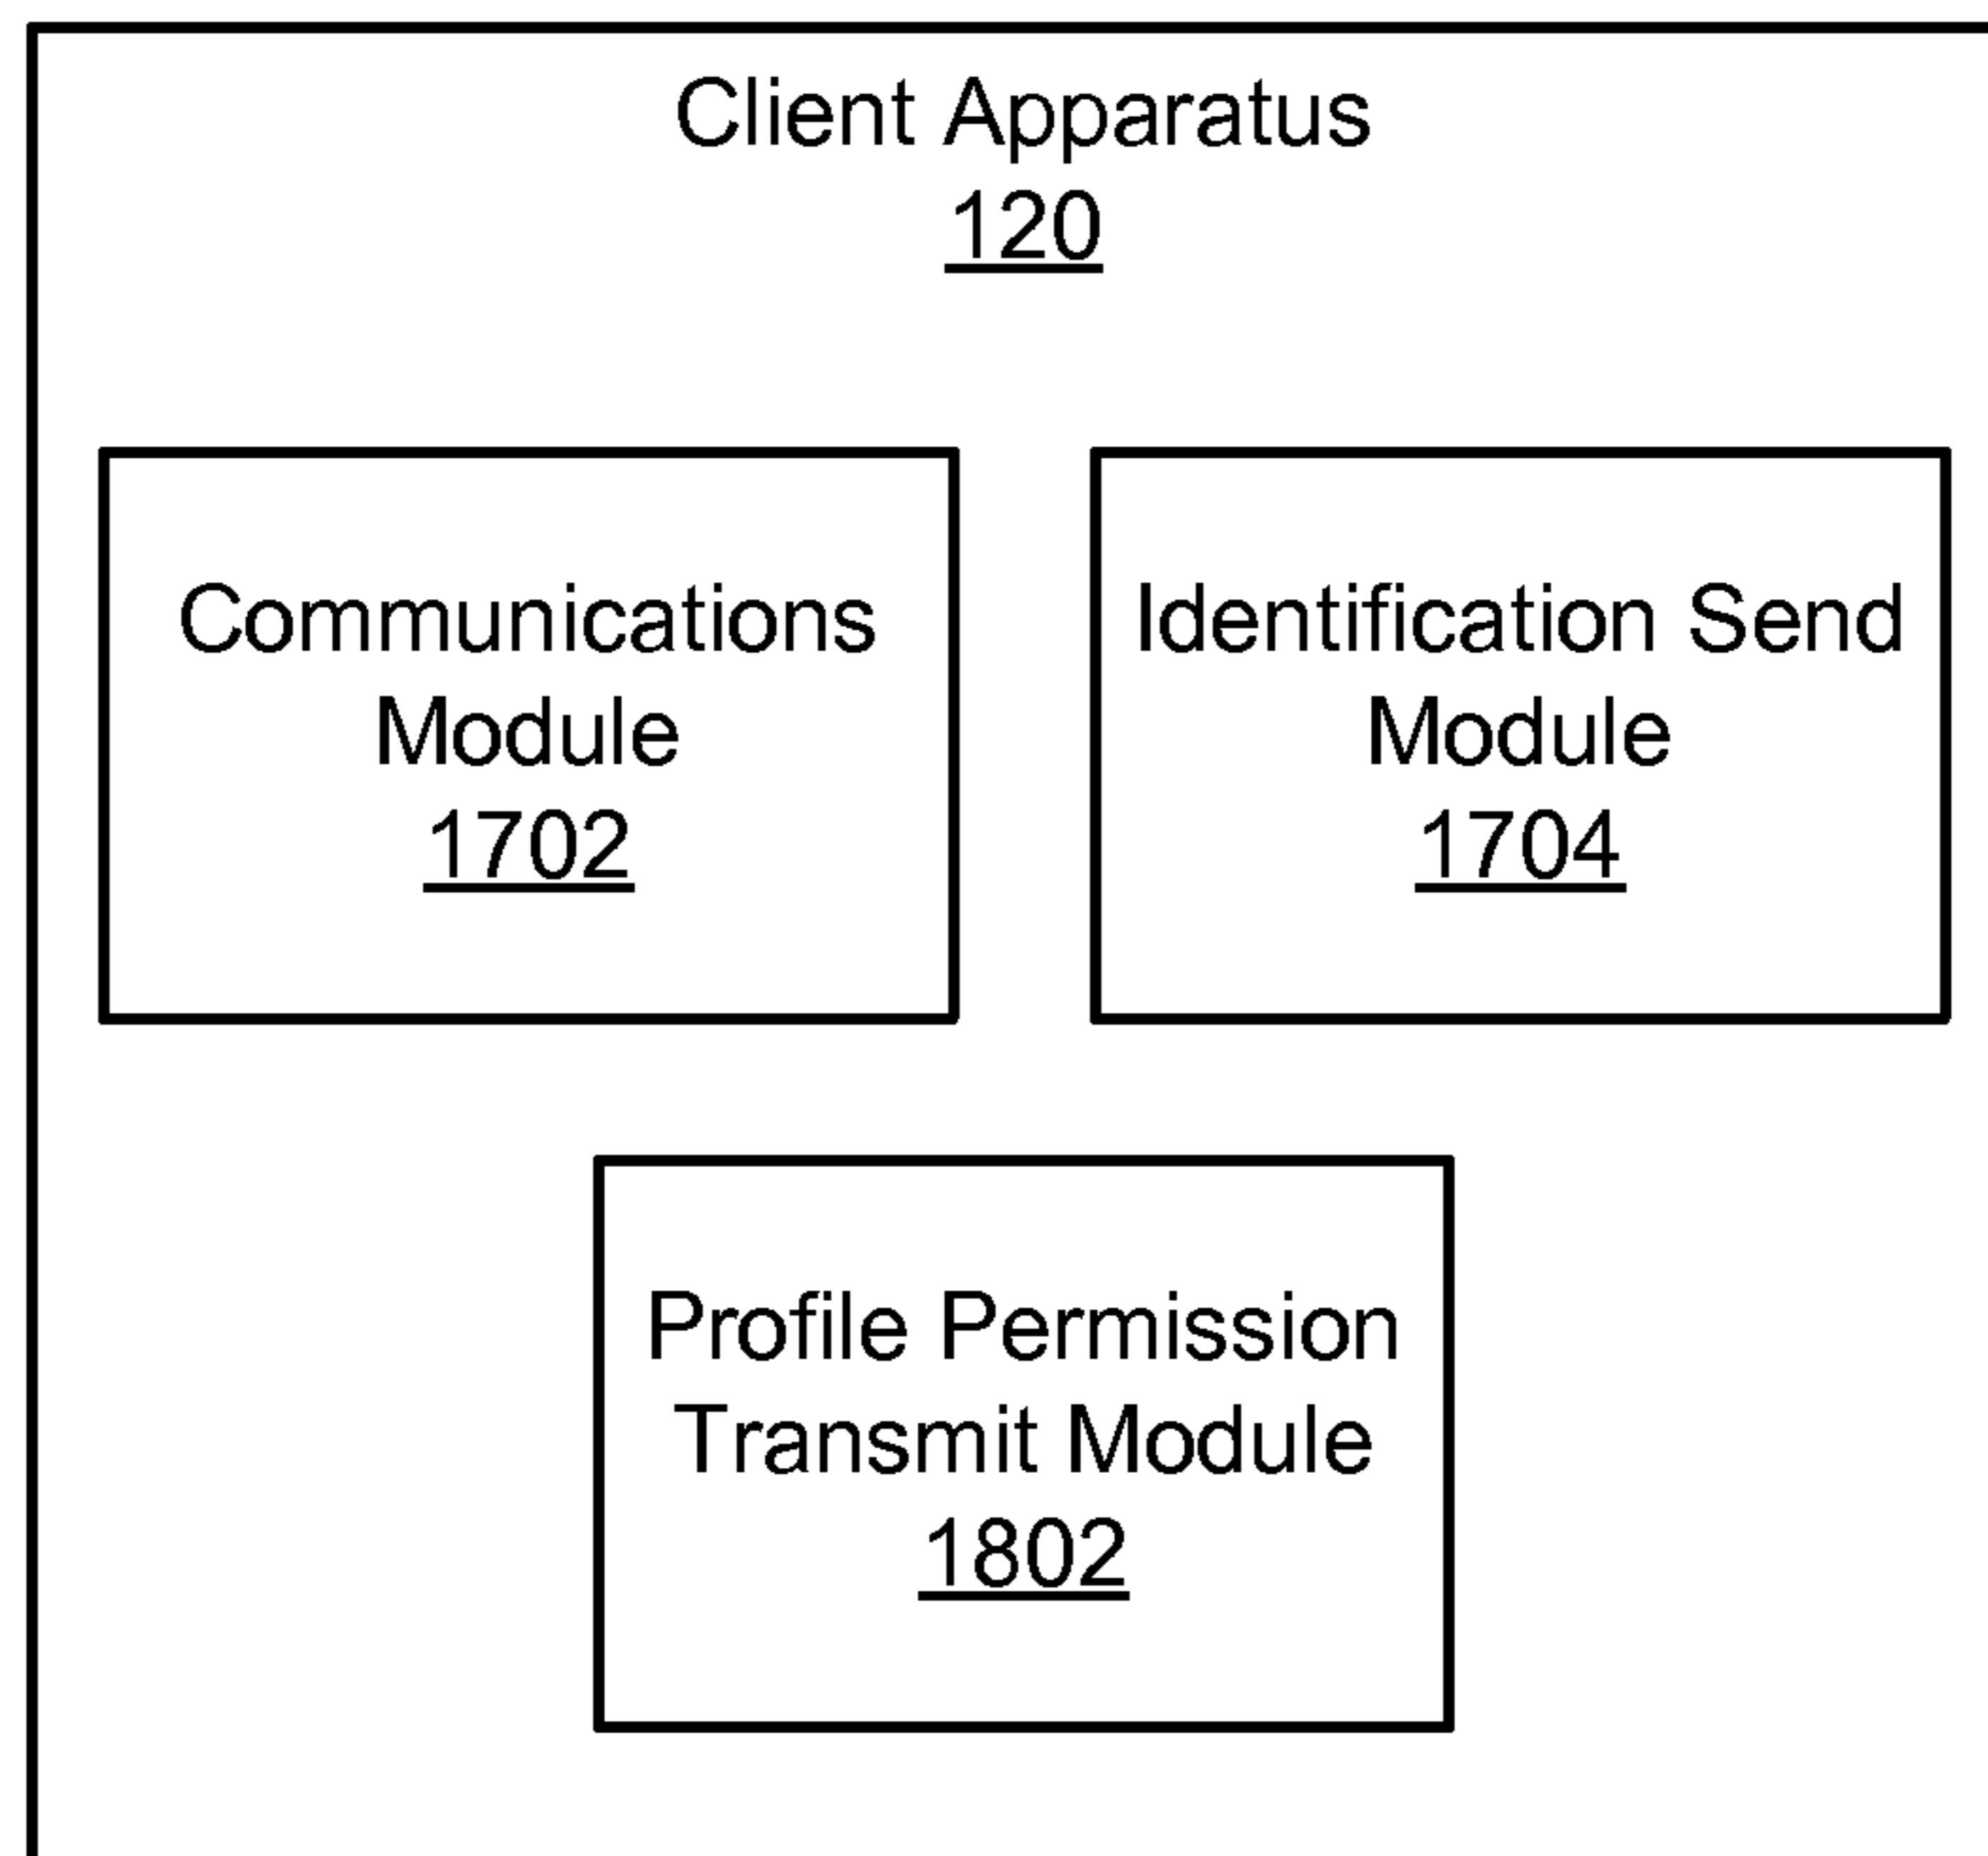 Client Apparatus
120
Communications
Module
1702
Identification Send
Module
1704
Profile Permission
Transmit Module
1802